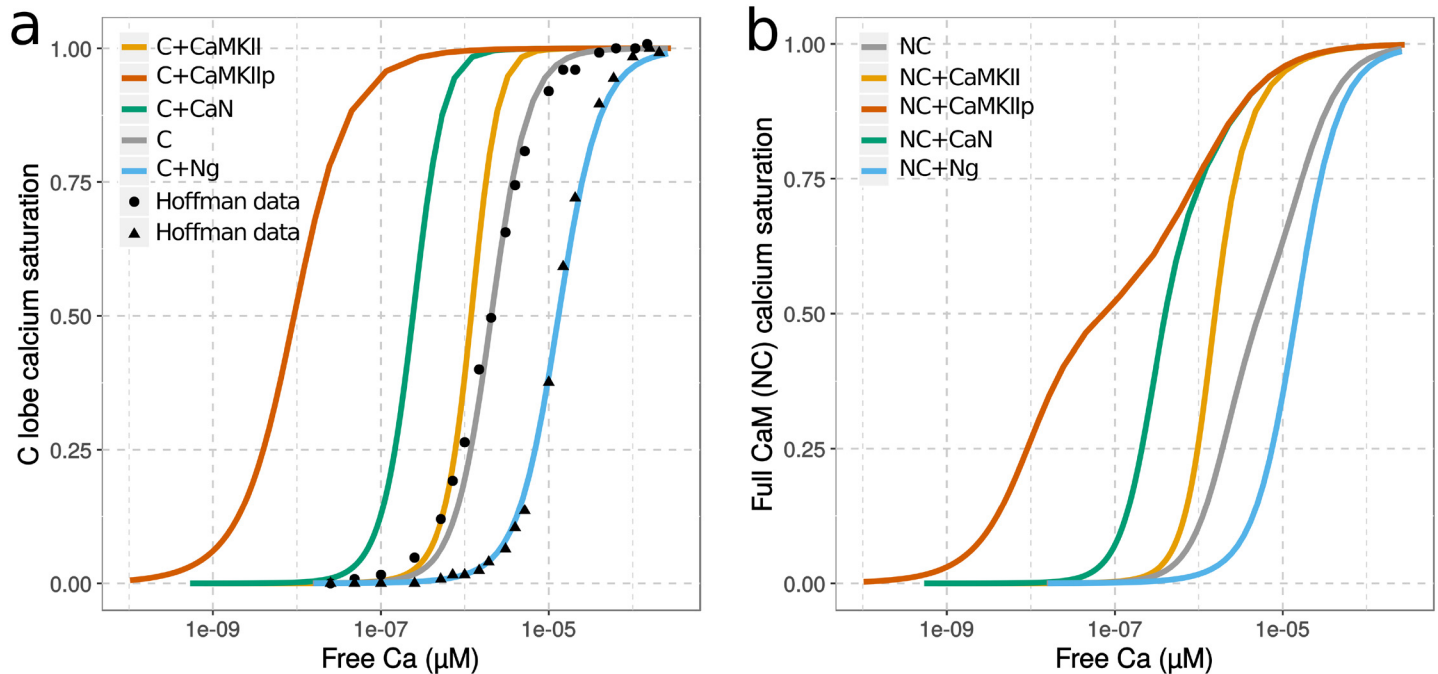 a
C lobe calcium saturation
1.00
0.75
0.50
0.25
0.00
C+CaMKII
C+CaMKIIp
C+CaN
C
C+Ng
Hoffman data
Hoffman data
1e-09
1e-07
1e-05
Free Ca (μM)
b
Full CaM (NC) calcium saturation
1.00
0.75
0.50
0.25
0.00
NC
NC+CaMKII
NC+CaMKIIp
NC+CaN
NC+Ng
1e-09
1e-07
1e-05
Free Ca (μM)